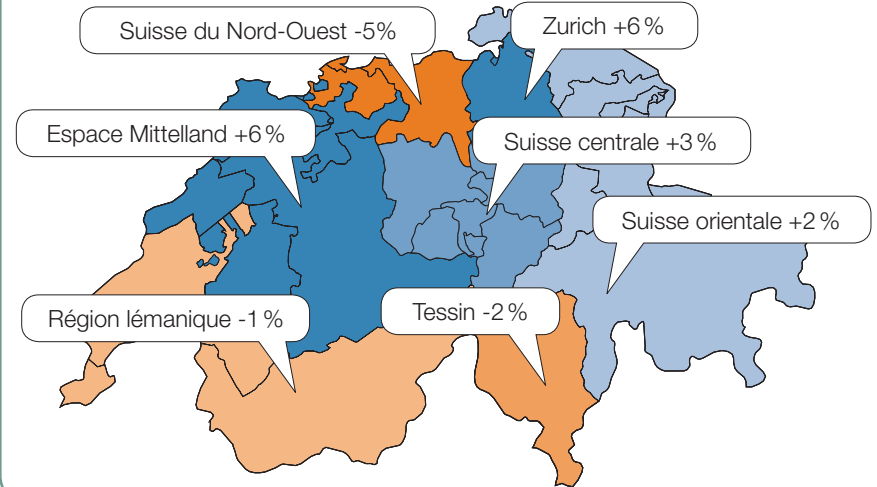 Suisse du Nord-Ouest -5%
Zurich +6 %
Espace Mittelland +6 %
Suisse centrale +3 %
Suisse orientale +2 %
Région lémanique -1 %
Tessin -2 %